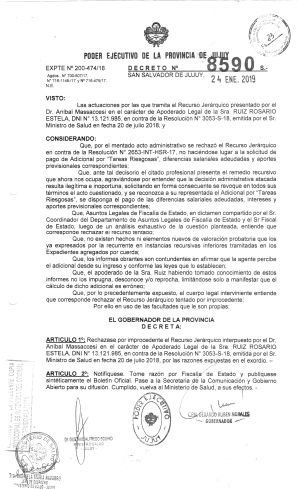 PODER EJECUTIVO DE LA PROVINCIA DE JUJUY
EXPTE Nº 200-474/18
DECRETO Nº 8590 S.-
Agdos. Nº 700-607/17,
Nº 716-1146/17 y Nº 716-475/17.
N.E.
SAN SALVADOR DE JUJUY, 24 ENE. 2019
VISTO:
Las actuaciones por las que tramita el Recurso Jerárquico presentado por el
Dr. Aníbal Massacossi en el carácter de Apoderado Legal de la Sra. RUIZ ROSARIO
ESTELA, DNI Nº 13.121.985, en contra de la Resolución Nº 3053-S-18, emitida por el Sr.
Ministro de Salud en fecha 20 de julio 2018, y
CONSIDERANDO:
Que, por el mentado acto administrativo se rechazó el Recurso Jerárquico
en contra de la Resolución Nº 2653-INT-HSR-17, no haciéndose lugar a la solicitud de
pago de Adicional por "Tareas Riesgosas", diferencias salariales adeudadas y aportes
previsionales correspondientes;
Que, ante tal decisorio el citado profesional presenta el remedio recursivo
que ahora nos ocupa, agraviándose por entender que la decisión administrativa atacada
resulta ilegítima e inoportuna, solicitando en forma consecuente se revoque en todos sus
términos el acto cuestionado, y se reconozca a su representada el Adicional por "Tareas
Riesgosas", se disponga el pago de las diferencias salariales adeudadas, intereses y
aportes previsionales correspondientes;
Que, Asuntos Legales de Fiscalía de Estado, en dictamen compartido por el Sr.
Coordinador del Departamento de Asuntos Legales de Fiscalía de Estado y el Sr Fiscal
de Estado, luego de un análisis exhaustivo de la cuestión planteada, entiende que
corresponde rechazar el recurso tentado;
Que, no existen hechos ni elementos nuevos de valoración probatoria que los
ya expresados por la recurrente en instancias recursivas inferiores tramitadas en los
Expedientes agregados por cuerda;
Que, los informes obrantes son contundentes en afirmar que la agente percibe
el adicional desde su ingreso y conforme las leyes que lo establecen.
Que, el apoderado de la Sra. Ruiz habiendo tomado conocimiento de estos
informes no los impugna, desconoce y/o reprocha, limitándose solo a manifestar que el
cálculo de dicho adicional es erróneo;
Que, por lo precedentemente expuesto, el cuerpo legal interviniente entiende
que corresponde rechazar el Recurso Jerárquico tentado por improcedente;
Por ello en uso de las facultades que le son propias;
EL GOBERNADOR DE LA PROVINCIA
D E C R E T A:
ARTICULO 1º: Rechazase por improcedente el Recurso Jerárquico interpuesto por el Dr.
Aníbal Massacossi en el carácter de Apoderado Legal de la Sra. RUIZ ROSARIO
ESTELA, DNI Nº 13.121.985, en contra de la Resolución Nº 3053-S-18, emitida por el Sr.
Ministro de Salud en fecha 20 de julio 2018, por las razones expuestas en el exordio.-
ARTICULO 2º: Notifíquese. Tome razón por Fiscalía de Estado y publíquese
sintéticamente el Boletín Oficial. Pase a la Secretaría de la Comunicación y Gobierno
Abierto para su difusión. Cumplido, vuelva al Ministerio de Salud, a sus efectos.-
PODER EJECUTIVO
JUJUY
C.P.N. GERARDO RUBEN MORALES
GOBERNADOR